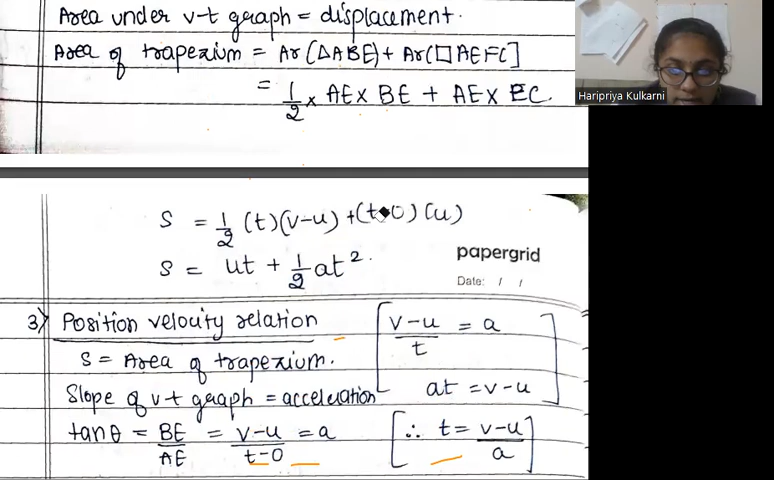 Area under v-t graph = displacement.
Area of trapezium = Ar(△ABE) + Ar(□AEFC]
= 1/2 × AE × BE + AE × EC.
Haripriya Kulkarni
S = 1/2 (t)(v-u) + (t-0) (u)
S = ut + 1/2 at².
papergrid
Date: / /
3) Position velocity relation
S = Area of trapezium.
Slope of v-t graph = acceleration
tanθ = BE/AE = v-u/t-0 = a
[v-u/t = a
at = v-u]
[∴ t = v-u/a]